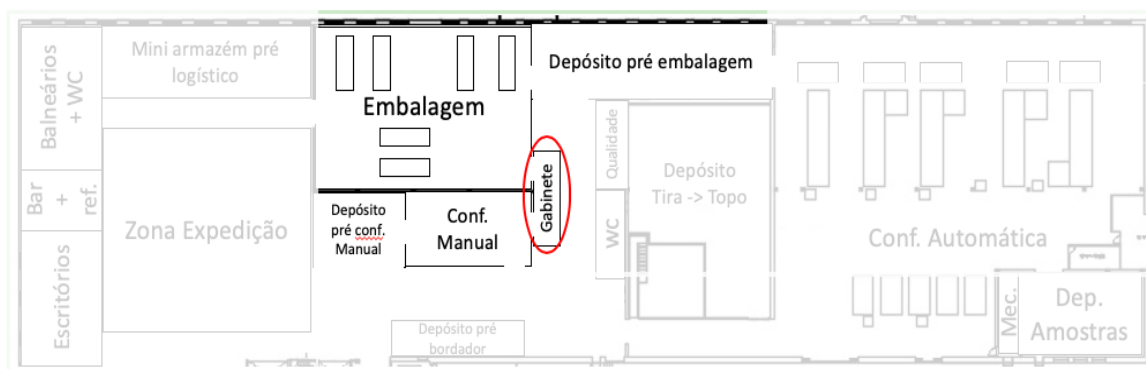 Balneários
+ WC
Bar
+
ref.
Escritórios
Mini armazém pré
logístico
Zona Expedição
Embalagem
Depósito
pré conf.
Manual
Conf.
Manual
Gabinete
Depósito pré embalagem
Depósito pré
bordador
Qualidade
WC
Depósito
Tira -> Topo
Conf. Automática
Mec.
Dep.
Amostras